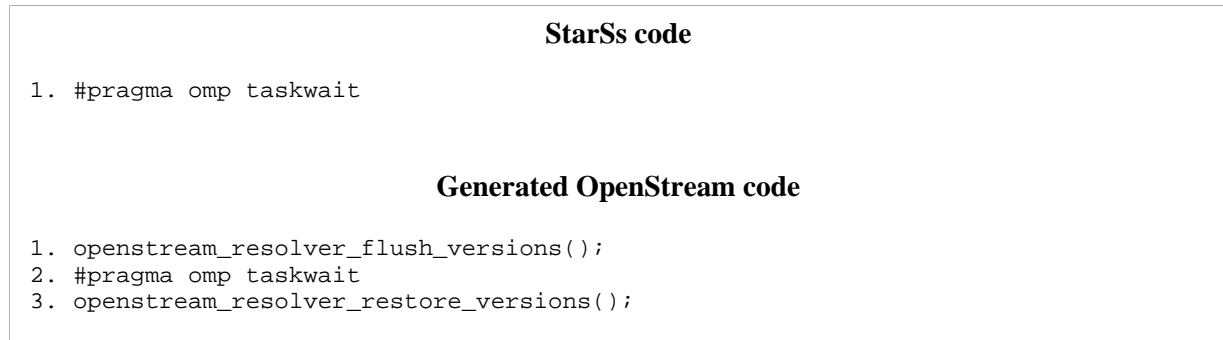 StarSs code
1. #pragma omp taskwait
Generated OpenStream code
1. openstream_resolver_flush_versions();
2. #pragma omp taskwait
3. openstream_resolver_restore_versions();